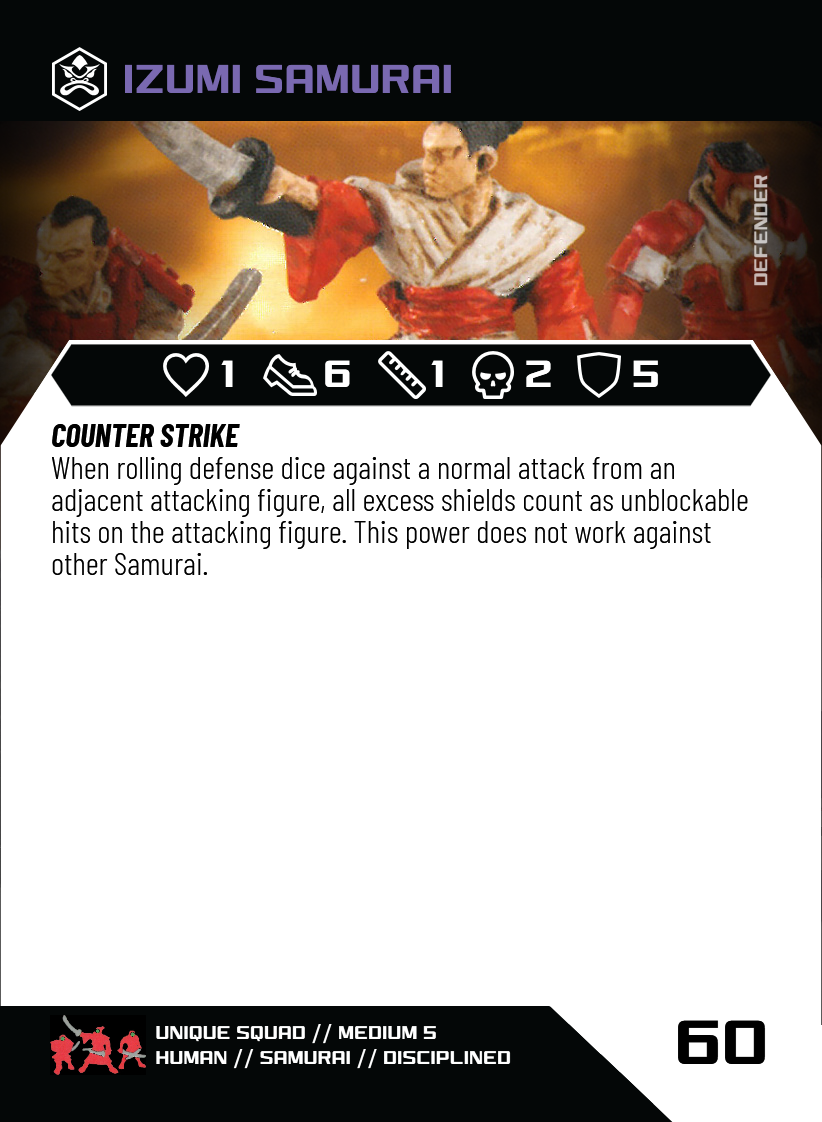 IZUMI SAMURAI
DEFENDER
1 6 1 2 5
COUNTER STRIKE
When rolling defense dice against a normal attack from an
adjacent attacking figure, all excess shields count as unblockable
hits on the attacking figure. This power does not work against
other Samurai.
UNIQUE SQUAD // MEDIUM 5
HUMAN // SAMURAI // DISCIPLINED
60